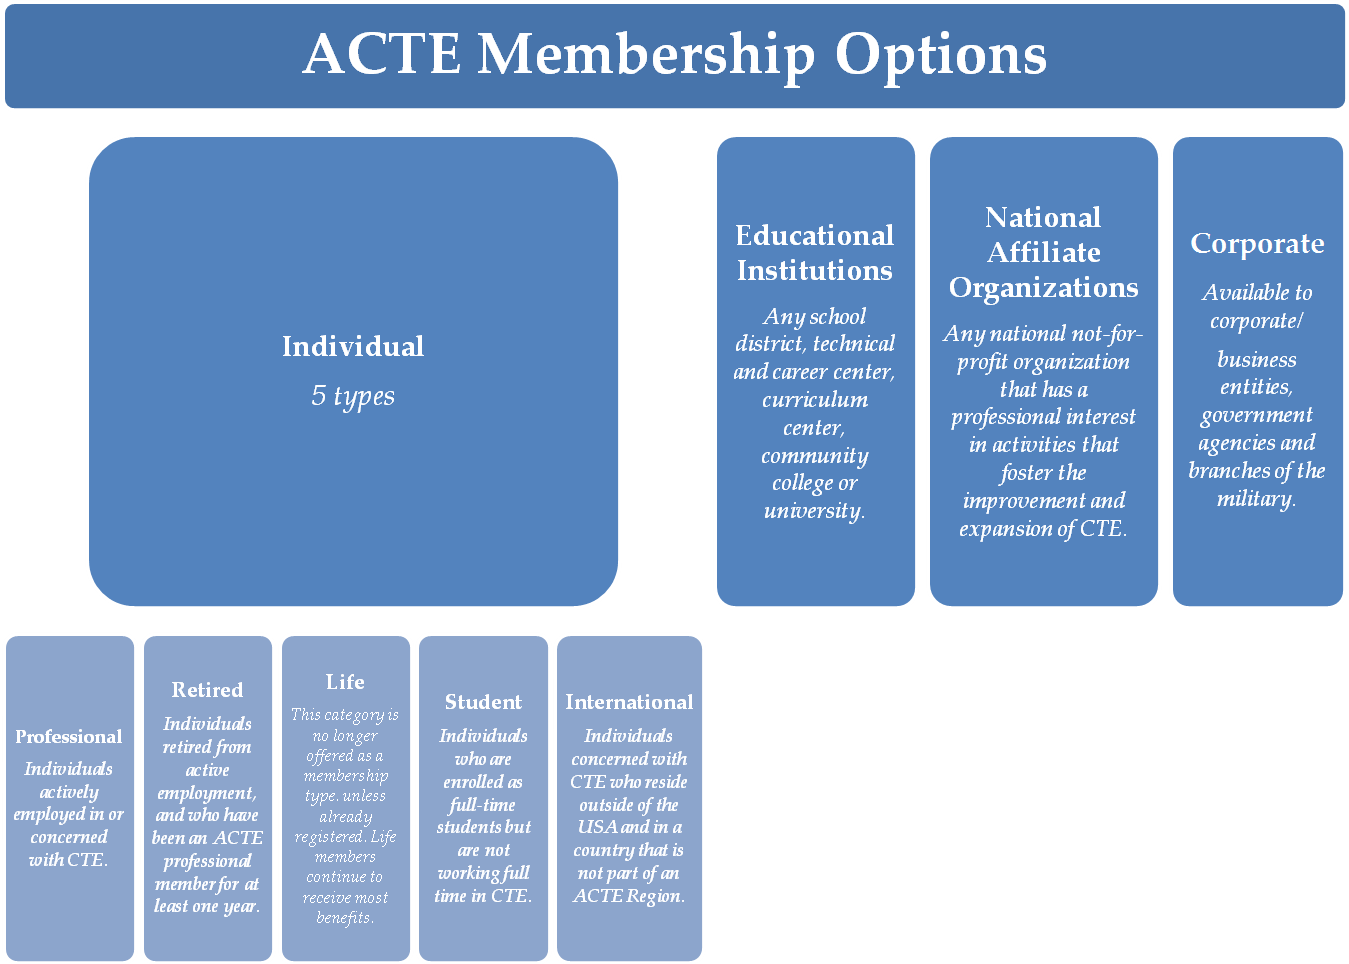 ACTE Membership Options
Individual
5 types
Educational
Institutions
Any school
district, technical
and career center,
curriculum
center,
community
college or
university.
National
Affiliate
Organizations
Any national not-for-
profit organization
that has a
professional interest
in activities that
foster the
improvement and
expansion of CTE.
Corporate
Available to
corporate/
business
entities,
government
agencies and
branches of the
military.
Professional
Individuals
actively
employed in or
concerned
with CTE.
Retired
Individuals
retired from
active
employment,
and who have
been an ACTE
professional
member for at
least one year.
Life
This category is
no longer
offered as a
membership
type. unless
already
registered. Life
members
continue to
receive most
benefits.
Student
Individuals
who are
enrolled as
full-time
students but
are not
working full
time in CTE.
International
Individuals
concerned with
CTE who reside
outside of the
USA and in a
country that is
not part of an
ACTE Region.